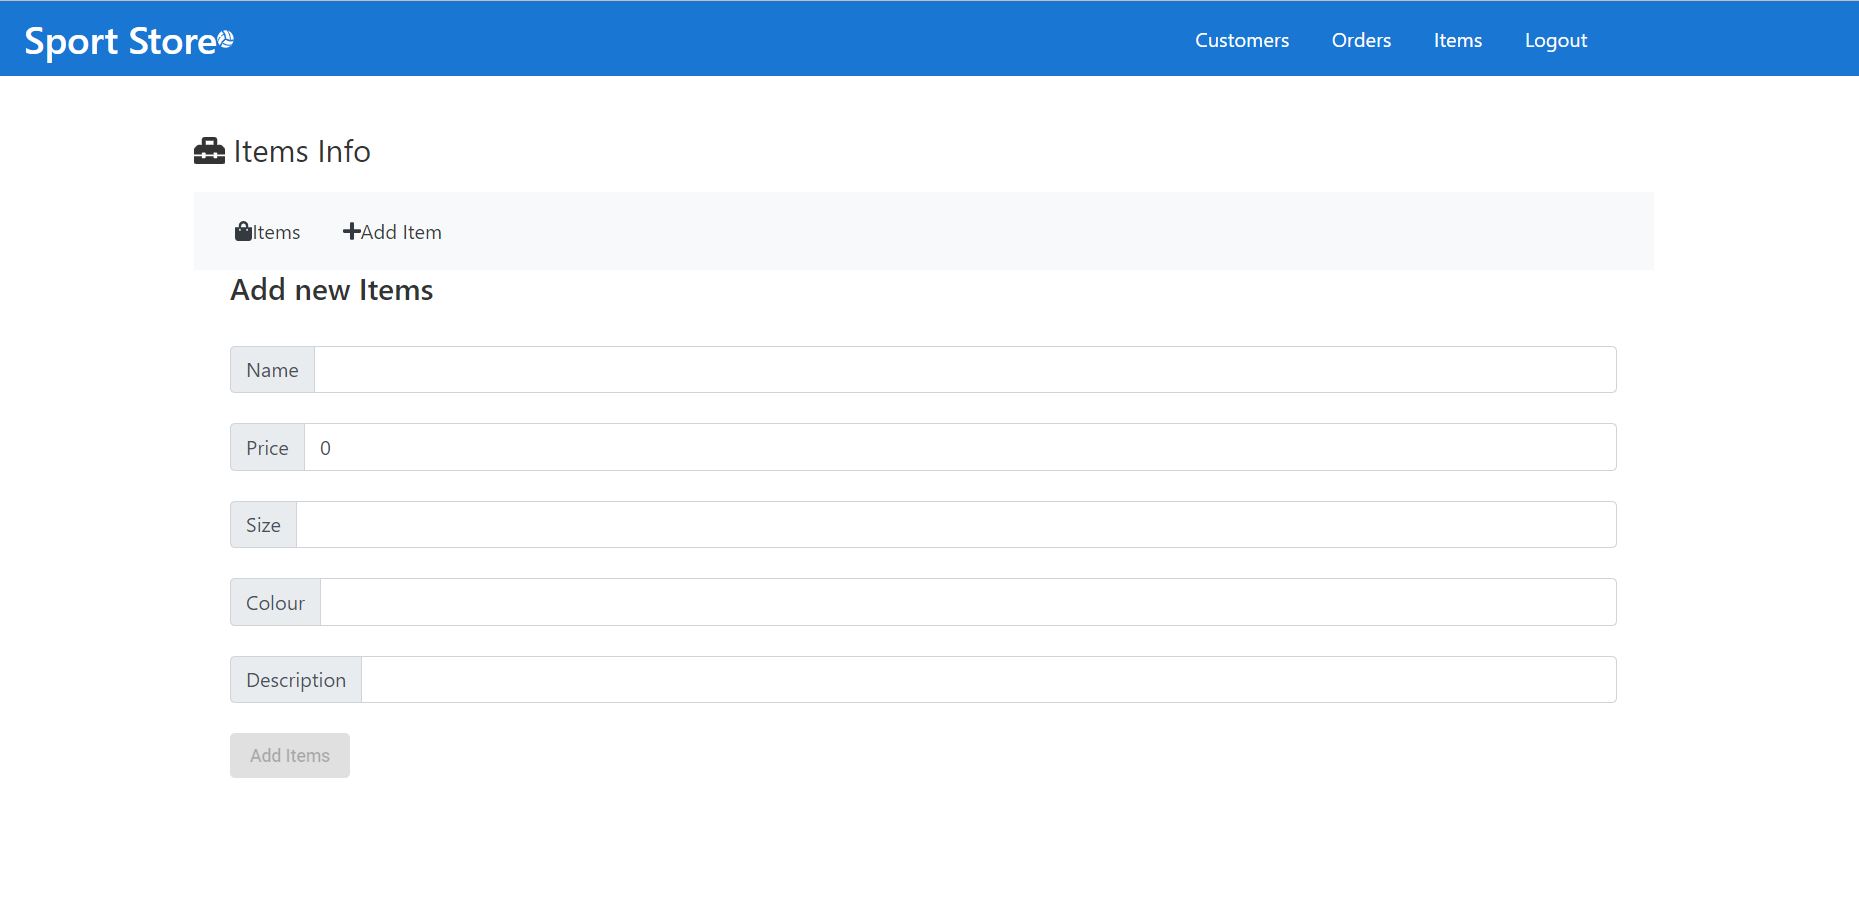 Sport Store
Customers Orders Items Logout
Items Info
Items Add Item
Add new Items
Name
Price 0
Size
Colour
Description
Add Items